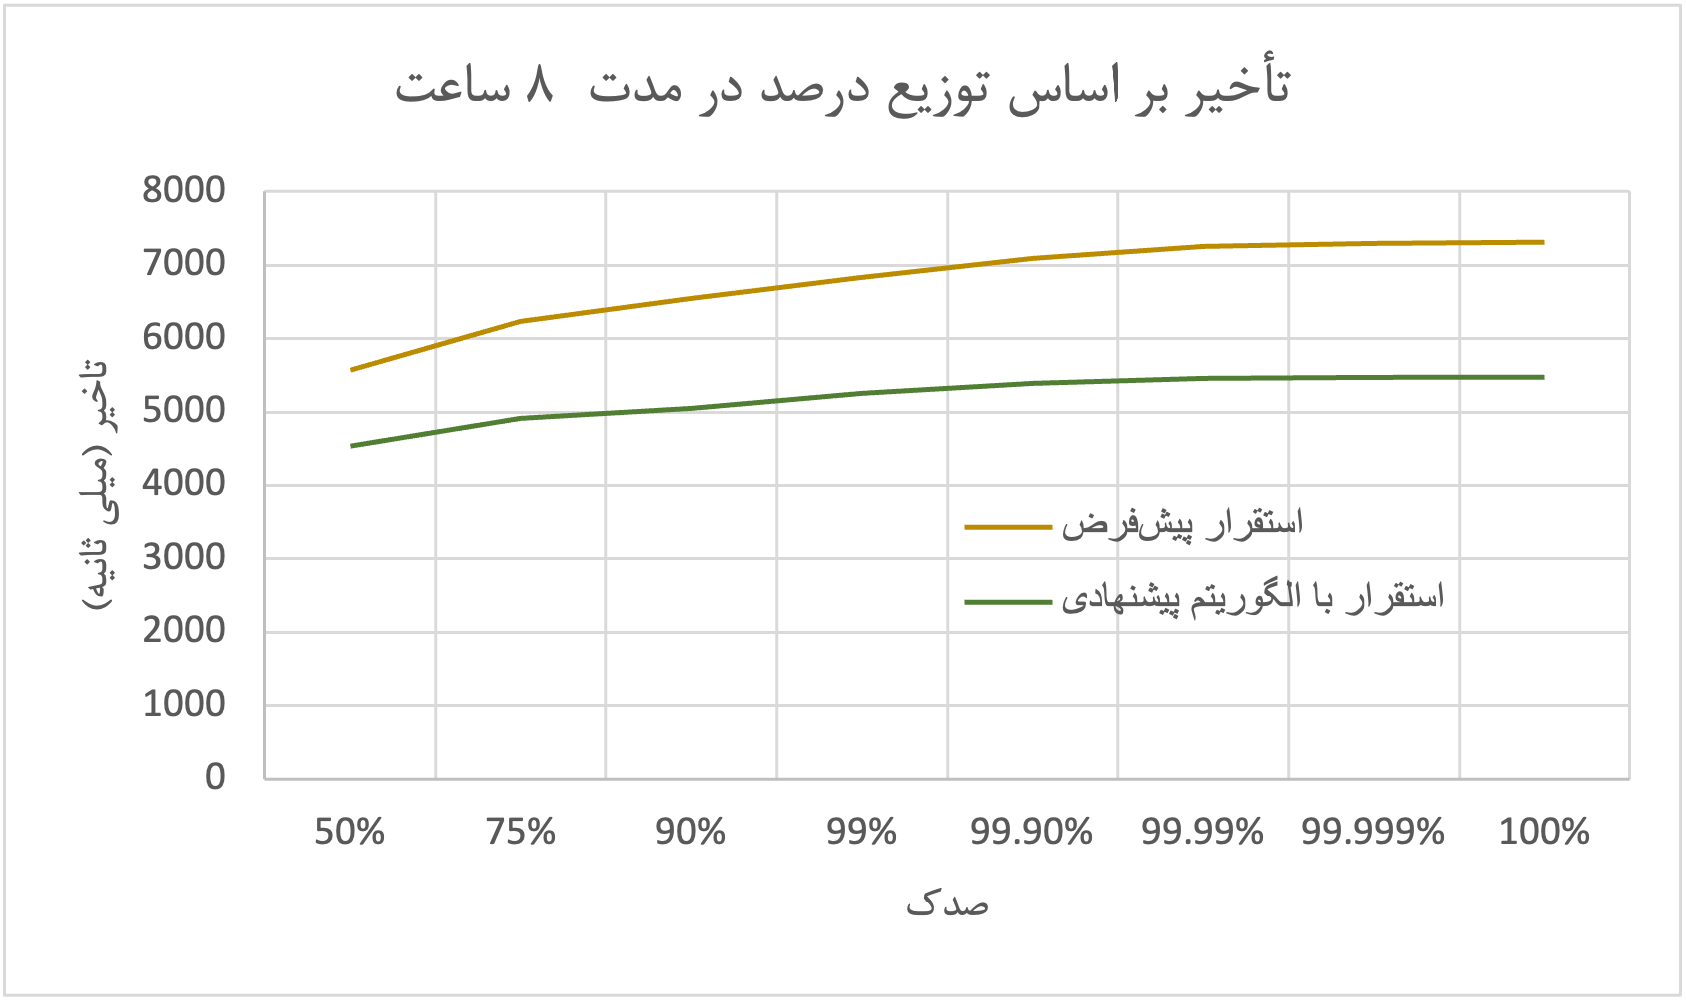 تأخیر بر اساس توزیع درصد در مدت ۸ ساعت
8000
7000
6000
5000
4000
3000
2000
1000
0
تاخیر (میلی ثانیه)
استقرار پیش‌فرض
استقرار با الگوریتم پیشنهادی
50% 75% 90% 99% 99.90% 99.99% 99.999% 100%
صدک